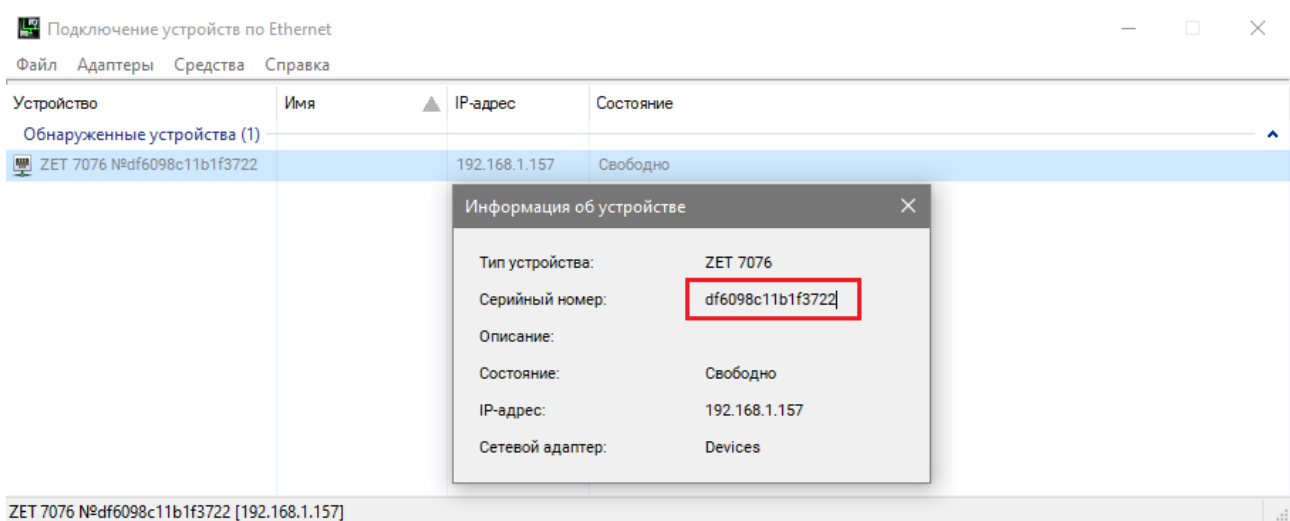 Подключение устройств по Ethernet
Файл Адаптеры Средства Справка
Устройство Имя IP-адрес Состояние
Обнаруженные устройства (1)
ZET 7076 №df6098c11b1f3722 192.168.1.157 Свободно
Информация об устройстве
Тип устройства: ZET 7076
Серийный номер: df6098c11b1f3722
Описание:
Состояние: Свободно
IP-адрес: 192.168.1.157
Сетевой адаптер: Devices
ZET 7076 №df6098c11b1f3722 [192.168.1.157]